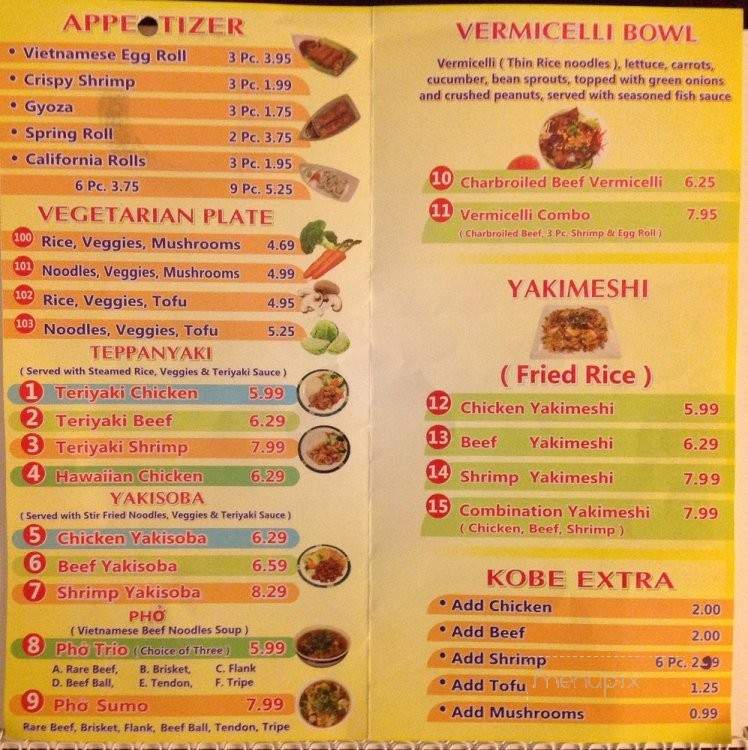 APPETIZER
• Vietnamese Egg Roll 3 Pc. 3.95
• Crispy Shrimp 3 Pc. 1.99
• Gyoza 3 Pc. 1.75
• Spring Roll 2 Pc. 3.75
• California Rolls 3 Pc. 1.95
6 Pc. 3.75 9 Pc. 5.25
VEGETARIAN PLATE
100 Rice, Veggies, Mushrooms 4.69
101 Noodles, Veggies, Mushrooms 4.99
102 Rice, Veggies, Tofu 4.95
103 Noodles, Veggies, Tofu 5.25
TEPPANYAKI
( Served with Steamed Rice, Veggies & Teriyaki Sauce )
1 Teriyaki Chicken 5.99
2 Teriyaki Beef 6.29
3 Teriyaki Shrimp 7.99
4 Hawaiian Chicken 6.29
YAKISOBA
( Served with Stir Fried Noodles, Veggies & Teriyaki Sauce )
5 Chicken Yakisoba 6.29
6 Beef Yakisoba 6.59
7 Shrimp Yakisoba 8.29
PHỞ
( Vietnamese Beef Noodles Soup )
8 Phở Trio ( Choice of Three ) 5.99
A. Rare Beef, B. Brisket, C. Flank
D. Beef Ball, E. Tendon, F. Tripe
9 Phở Sumo 7.99
Rare Beef, Brisket, Flank, Beef Ball, Tendon, Tripe
VERMICELLI BOWL
Vermicelli ( Thin Rice noodles ), lettuce, carrots,
cucumber, bean sprouts, topped with green onions
and crushed peanuts, served with seasoned fish sauce
10 Charbroiled Beef Vermicelli 6.25
11 Vermicelli Combo 7.95
( Charbroiled Beef, 3 Pc. Shrimp & Egg Roll )
YAKIMESHI
( Fried Rice )
12 Chicken Yakimeshi 5.99
13 Beef Yakimeshi 6.29
14 Shrimp Yakimeshi 7.99
15 Combination Yakimeshi 7.99
( Chicken, Beef, Shrimp )
KOBE EXTRA
• Add Chicken 2.00
• Add Beef 2.00
• Add Shrimp 6 Pc. 2.99
• Add Tofu 1.25
• Add Mushrooms 0.99
menupix